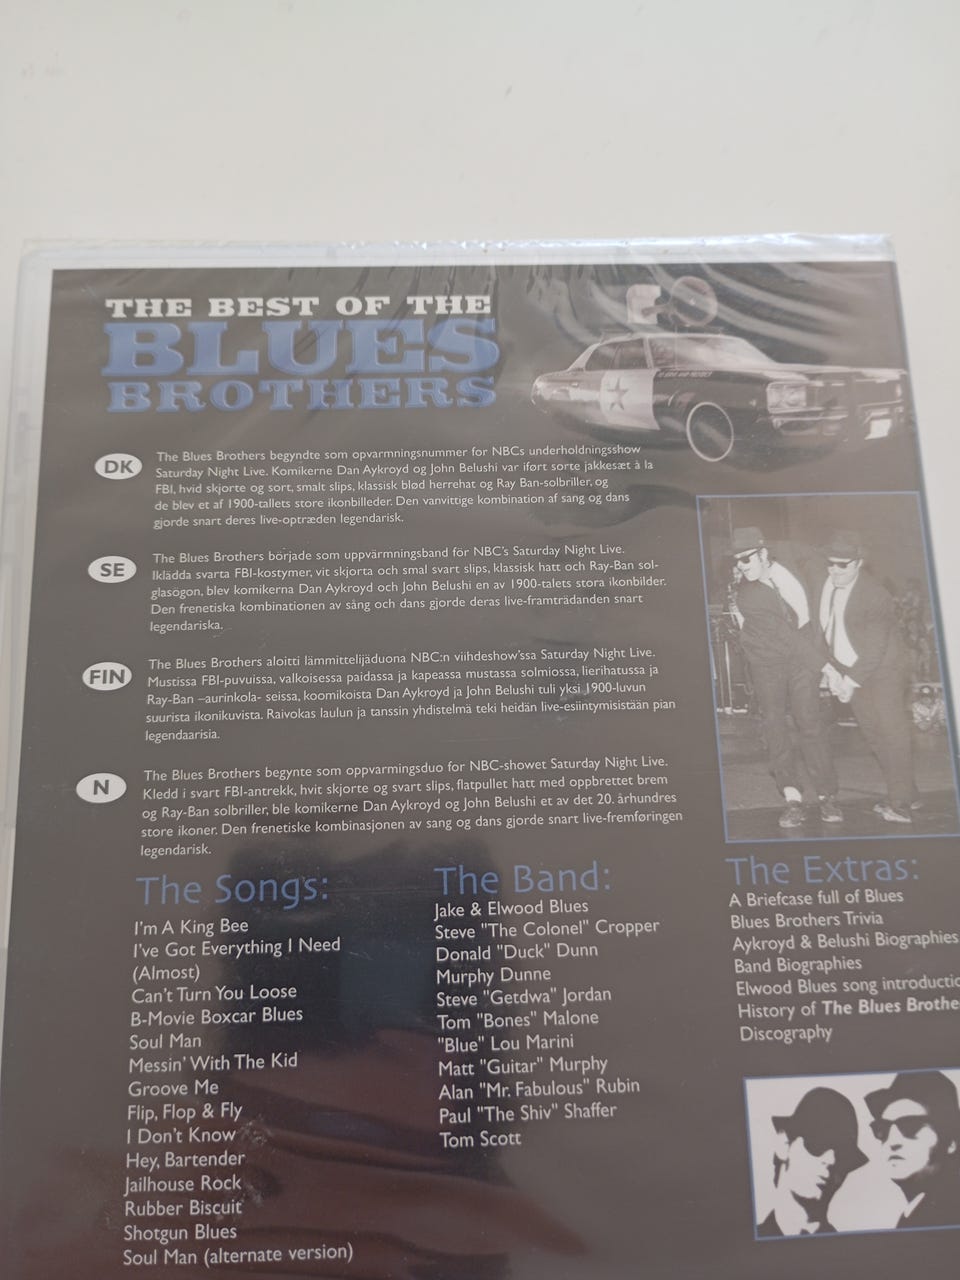 THE BEST OF THE
BLUES
BROTHERS
DK
The Blues Brothers begyndte som opvarmningsnummer for NBCs underholdningsshow
Saturday Night Live. Komikerne Dan Aykroyd og John Belushi var iført sorte jakkesæt à la
FBI, hvid skjorte og sort, smalt slips, klassisk blød herrehat og Ray Ban-solbriller, og
de blev et af 1900-tallets store ikonbilleder. Den vanvittige kombination af sang og dans
gjorde snart deres live-optræden legendarisk.
SE
The Blues Brothers började som uppvärmningsband för NBC's Saturday Night Live.
Iklädda svarta FBI-kostymer, vit skjorta och smal svart slips, klassisk hatt och Ray-Ban sol-
glasögon, blev komikerna Dan Aykroyd och John Belushi en av 1900-talets stora ikonbilder.
Den frenetiska kombinationen av sång och dans gjorde deras live-framträdanden snart
legendariska.
FIN
The Blues Brothers aloitti lämmittelijäduona NBC:n viihdeshow'ssa Saturday Night Live.
Mustissa FBI-puvuissa, valkoisessa paidassa ja kapeassa mustassa solmiossa, lierihatussa ja
Ray-Ban –aurinkola- seissa, koomikoista Dan Aykroyd ja John Belushi tuli yksi 1900-luvun
suurista ikonikuvista. Raivokas laulun ja tanssin yhdistelmä teki heidän live-esiintymisistään pian
legendaarisia.
N
The Blues Brothers begynte som oppvarmingsduo for NBC-showet Saturday Night Live.
Kledd i svart FBI-antrekk, hvit skjorte og svart slips, flatpullet hatt med oppbrettet brem
og Ray-Ban solbriller, ble komikerne Dan Aykroyd og John Belushi et av det 20. århundres
store ikoner. Den frenetiske kombinasjonen av sang og dans gjorde snart live-fremføringen
legendarisk.
The Songs:
I'm A King Bee
I've Got Everything I Need
(Almost)
Can't Turn You Loose
B-Movie Boxcar Blues
Soul Man
Messin' With The Kid
Groove Me
Flip, Flop & Fly
I Don't Know
Hey, Bartender
Jailhouse Rock
Rubber Biscuit
Shotgun Blues
Soul Man (alternate version)
The Band:
Jake & Elwood Blues
Steve "The Colonel" Cropper
Donald "Duck" Dunn
Murphy Dunne
Steve "Getdwa" Jordan
Tom "Bones" Malone
"Blue" Lou Marini
Matt "Guitar" Murphy
Alan "Mr. Fabulous" Rubin
Paul "The Shiv" Shaffer
Tom Scott
The Extras:
A Briefcase full of Blues
Blues Brothers Trivia
Aykroyd & Belushi Biographies
Band Biographies
Elwood Blues song introductio
History of The Blues Brothe
Discography